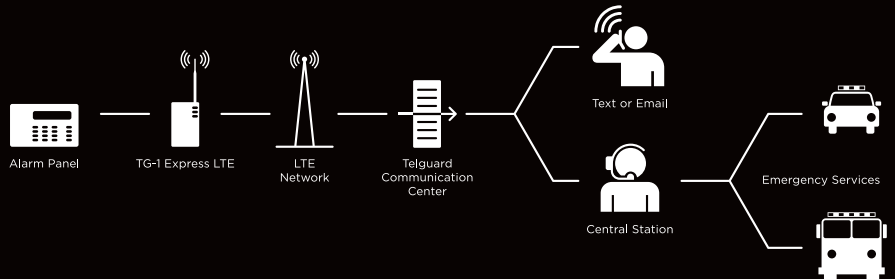 Text or Email
Alarm Panel
TG-1 Express LTE
LTE
Network
Telguard
Communication
Center
Emergency Services
Central Station